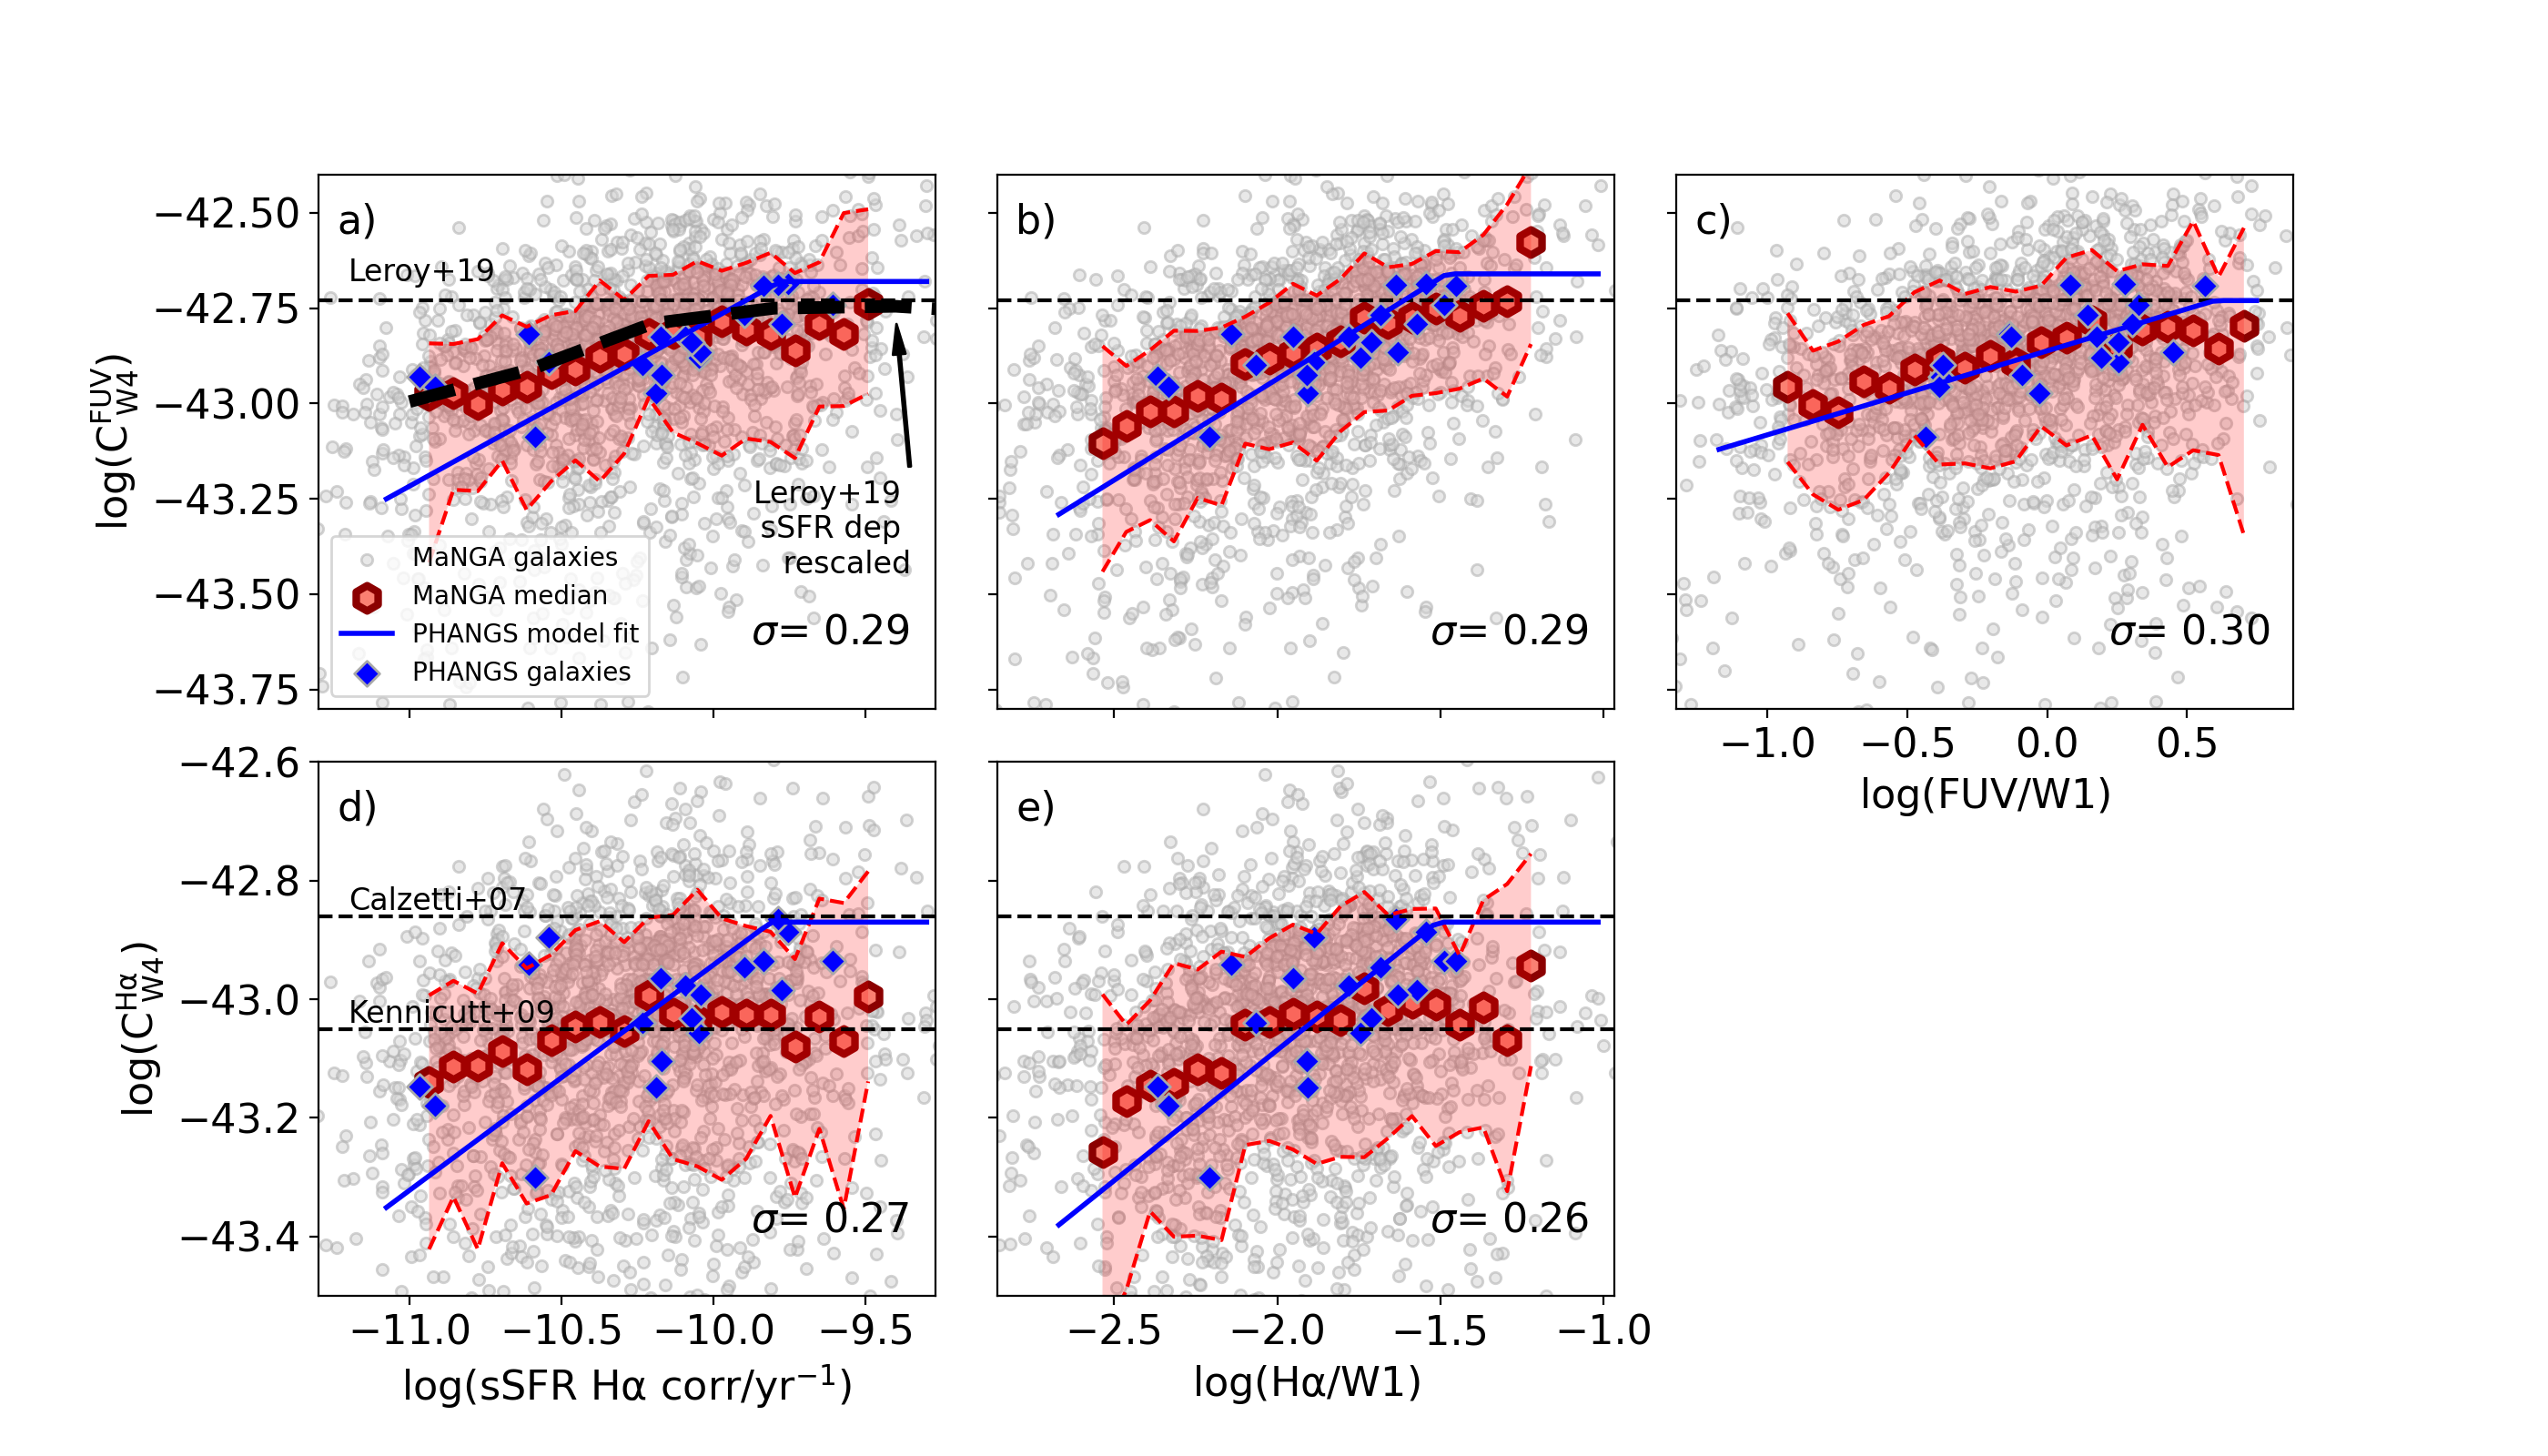 a)
b)
c)
−42.50
−42.75
−43.00
−43.25
−43.50
−43.75
log(C^FUV_W4)
Leroy+19
Leroy+19
sSFR dep
rescaled
MaNGA galaxies
MaNGA median
PHANGS model fit
PHANGS galaxies
σ= 0.29
σ= 0.29
σ= 0.30
−1.0
−0.5
0.0
0.5
log(FUV/W1)
d)
e)
−42.6
−42.8
−43.0
−43.2
−43.4
log(C^Hα_W4)
Calzetti+07
Kennicutt+09
σ= 0.27
σ= 0.26
−11.0
−10.5
−10.0
−9.5
log(sSFR Hα corr/yr⁻¹)
−2.5
−2.0
−1.5
−1.0
log(Hα/W1)